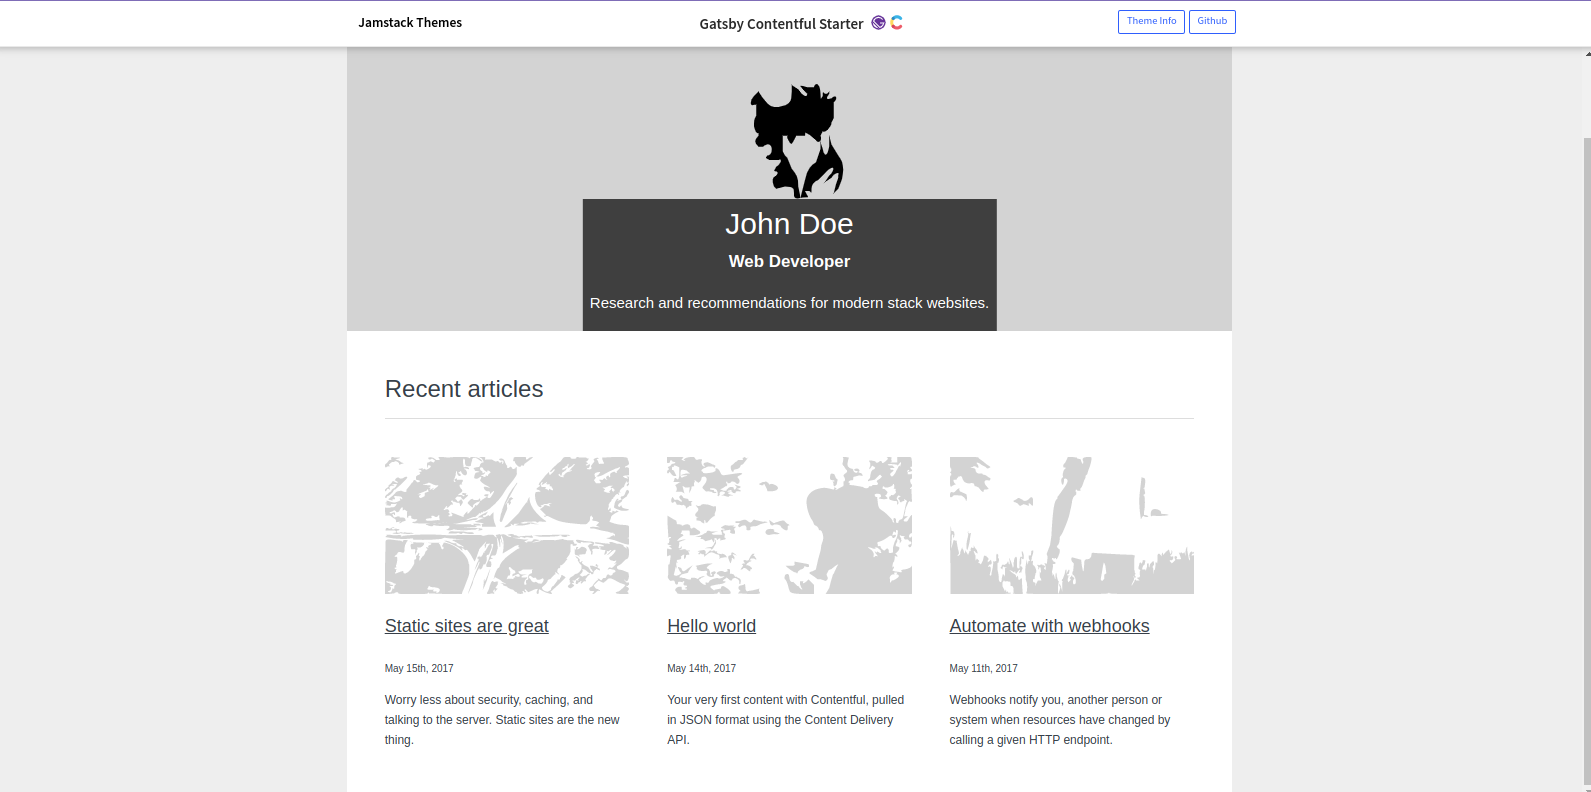 Jamstack Themes
Gatsby Contentful Starter
Theme Info
Github
John Doe
Web Developer
Research and recommendations for modern stack websites.
Recent articles
Static sites are great
May 15th, 2017
Worry less about security, caching, and
talking to the server. Static sites are the new
thing.
Hello world
May 14th, 2017
Your very first content with Contentful, pulled
in JSON format using the Content Delivery
API.
Automate with webhooks
May 11th, 2017
Webhooks notify you, another person or
system when resources have changed by
calling a given HTTP endpoint.